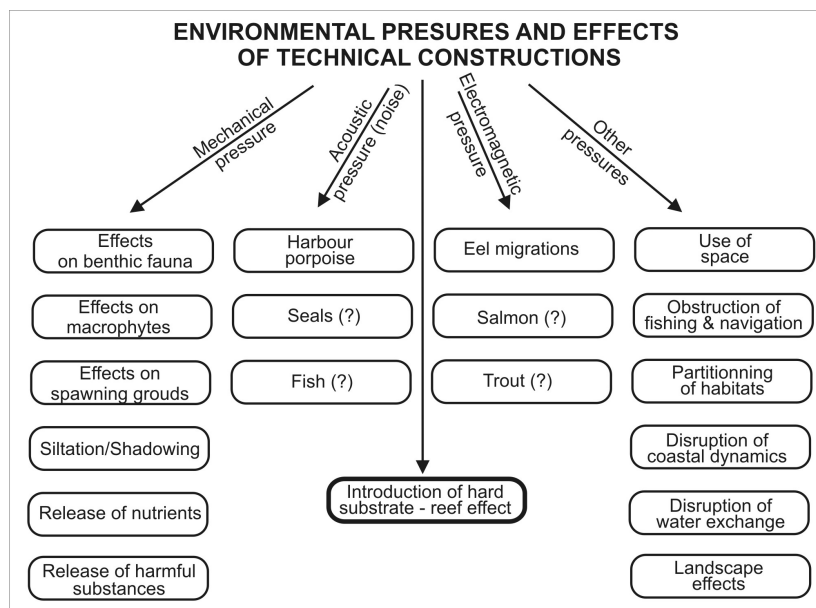 ENVIRONMENTAL PRESURES AND EFFECTS
OF TECHNICAL CONSTRUCTIONS
Mechanical
pressure
Acoustic
pressure (noise)
Electromagnetic
pressure
Other
pressures
Effects
on benthic fauna
Effects on
macrophytes
Effects on
spawning grouds
Siltation/Shadowing
Release of nutrients
Release of harmful
substances
Harbour
porpoise
Seals (?)
Fish (?)
Introduction of hard
substrate - reef effect
Eel migrations
Salmon (?)
Trout (?)
Use of
space
Obstruction of
fishing & navigation
Partitionning
of habitats
Disruption of
coastal dynamics
Disruption of
water exchange
Landscape
effects